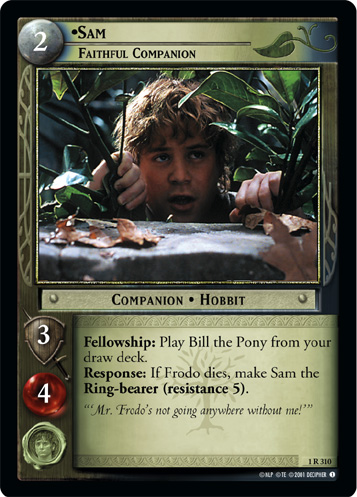 2
•Sam
Faithful Companion
Companion • Hobbit
3
4
Fellowship: Play Bill the Pony from your
draw deck.
Response: If Frodo dies, make Sam the
Ring-bearer (resistance 5).
“‘Mr. Frodo’s not going anywhere without me!’”
1 R 310
©NLP ™TE ©2001 DECIPHER